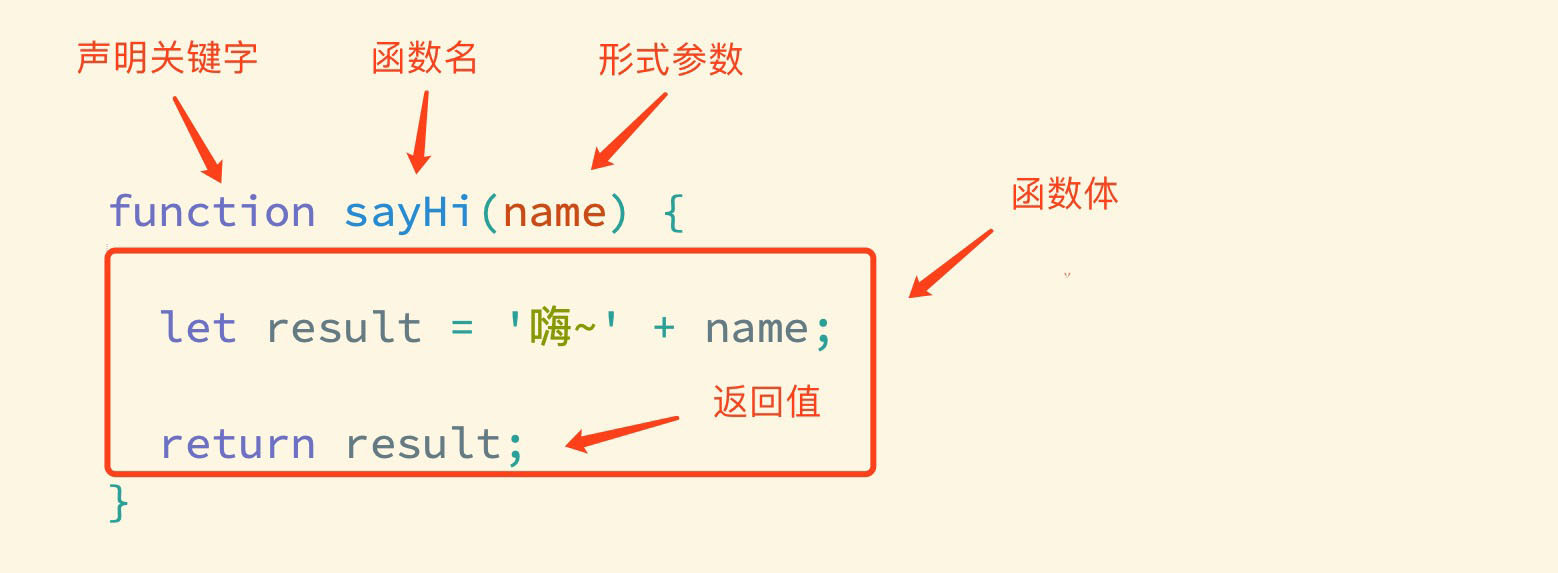 声明关键字 函数名 形式参数
函数体
function sayHi(name) {
let result = '嗨~' + name;
返回值
return result;
}